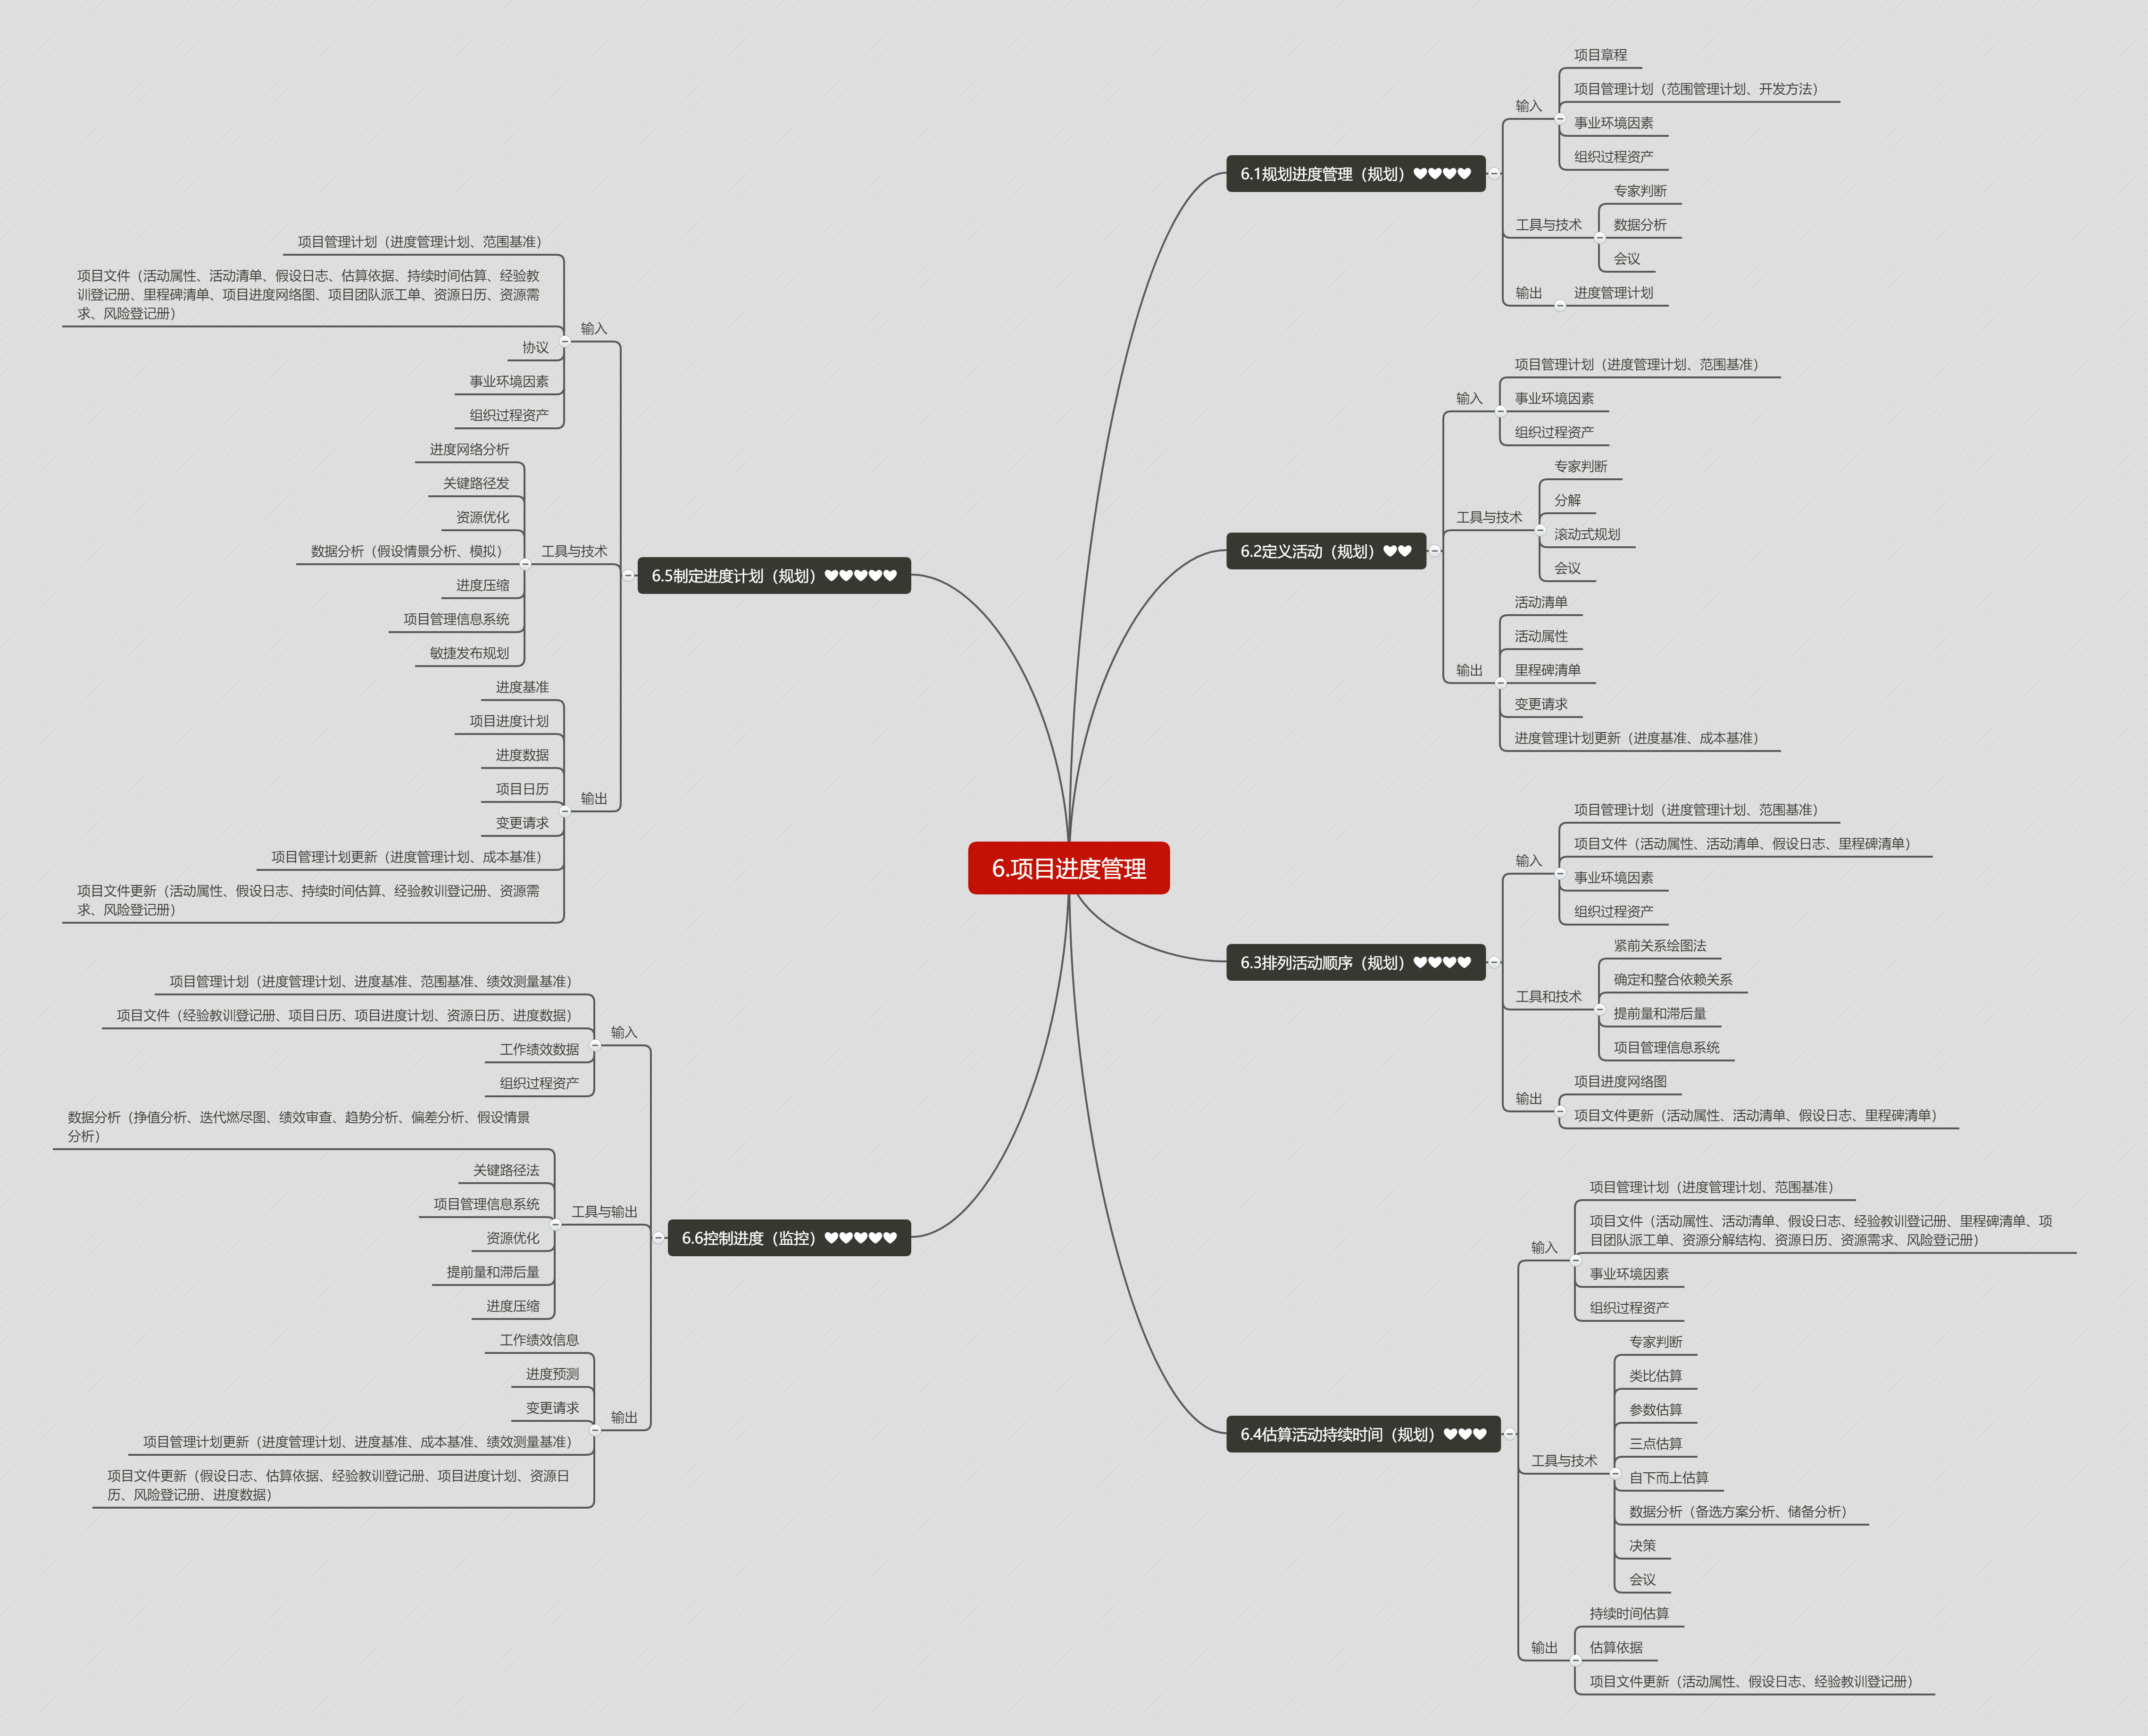 6.项目进度管理
6.1规划进度管理（规划）♥♥♥♥
输入
项目章程
项目管理计划（范围管理计划、开发方法）
事业环境因素
组织过程资产
工具与技术
专家判断
数据分析
会议
输出
进度管理计划
6.2定义活动（规划）♥♥
输入
项目管理计划（进度管理计划、范围基准）
事业环境因素
组织过程资产
工具与技术
专家判断
分解
滚动式规划
会议
输出
活动清单
活动属性
里程碑清单
变更请求
进度管理计划更新（进度基准、成本基准）
6.3排列活动顺序（规划）♥♥♥♥
输入
项目管理计划（进度管理计划、范围基准）
项目文件（活动属性、活动清单、假设日志、里程碑清单）
事业环境因素
组织过程资产
工具和技术
紧前关系绘图法
确定和整合依赖关系
提前量和滞后量
项目管理信息系统
输出
项目进度网络图
项目文件更新（活动属性、活动清单、假设日志、里程碑清单）
6.4估算活动持续时间（规划）♥♥♥
输入
项目管理计划（进度管理计划、范围基准）
项目文件（活动属性、活动清单、假设日志、经验教训登记册、里程碑清单、项
目团队派工单、资源分解结构、资源日历、资源需求、风险登记册）
事业环境因素
组织过程资产
工具与技术
专家判断
类比估算
参数估算
三点估算
自下而上估算
数据分析（备选方案分析、储备分析）
决策
会议
输出
持续时间估算
估算依据
项目文件更新（活动属性、假设日志、经验教训登记册）
6.5制定进度计划（规划）♥♥♥♥♥
输入
项目管理计划（进度管理计划、范围基准）
项目文件（活动属性、活动清单、假设日志、估算依据、持续时间估算、经验教
训登记册、里程碑清单、项目进度网络图、项目团队派工单、资源日历、资源需
求、风险登记册）
协议
事业环境因素
组织过程资产
工具与技术
进度网络分析
关键路径发
资源优化
数据分析（假设情景分析、模拟）
进度压缩
项目管理信息系统
敏捷发布规划
输出
进度基准
项目进度计划
进度数据
项目日历
变更请求
项目管理计划更新（进度管理计划、成本基准）
项目文件更新（活动属性、假设日志、持续时间估算、经验教训登记册、资源需
求、风险登记册）
6.6控制进度（监控）♥♥♥♥♥
输入
项目管理计划（进度管理计划、进度基准、范围基准、绩效测量基准）
项目文件（经验教训登记册、项目日历、项目进度计划、资源日历、进度数据）
工作绩效数据
组织过程资产
工具与输出
数据分析（挣值分析、迭代燃尽图、绩效审查、趋势分析、偏差分析、假设情景
分析）
关键路径法
项目管理信息系统
资源优化
提前量和滞后量
进度压缩
输出
工作绩效信息
进度预测
变更请求
项目管理计划更新（进度管理计划、进度基准、成本基准、绩效测量基准）
项目文件更新（假设日志、估算依据、经验教训登记册、项目进度计划、资源日
历、风险登记册、进度数据）